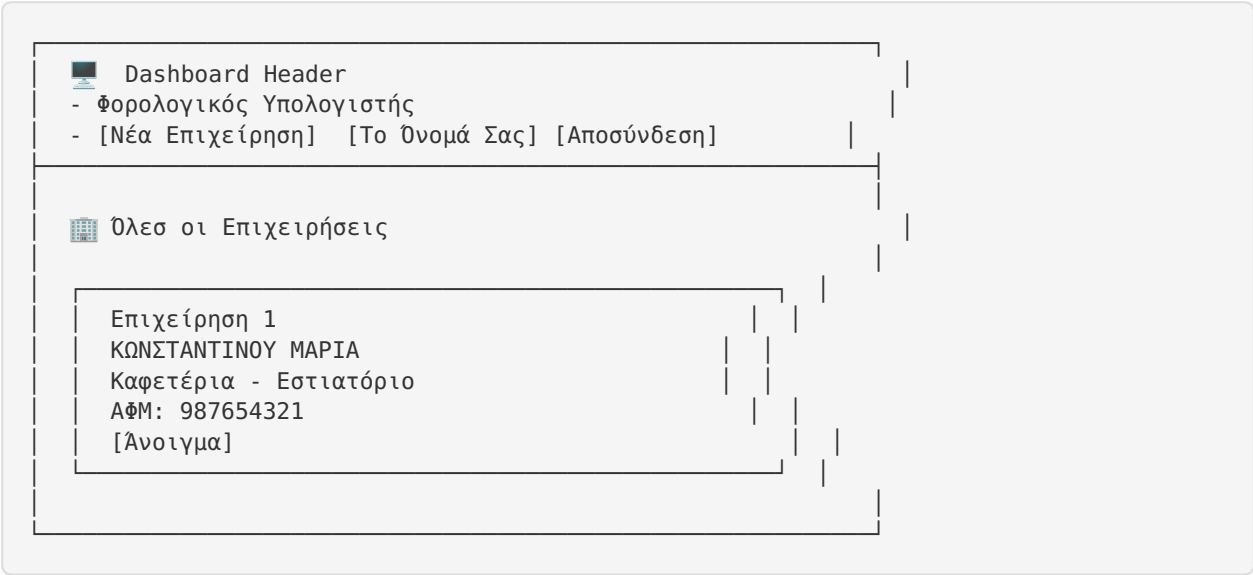 🖥️ Dashboard Header
- Φορολογικός Υπολογιστής
- [Νέα Επιχείρηση] [Το Όνομά Σας] [Αποσύνδεση]
🏢 Όλεσ οι Επιχειρήσεις
Επιχείρηση 1
ΚΩΝΣΤΑΝΤΙΝΟΥ ΜΑΡΙΑ
Καφετέρια - Εστιατόριο
ΑΦΜ: 987654321
[Άνοιγμα]